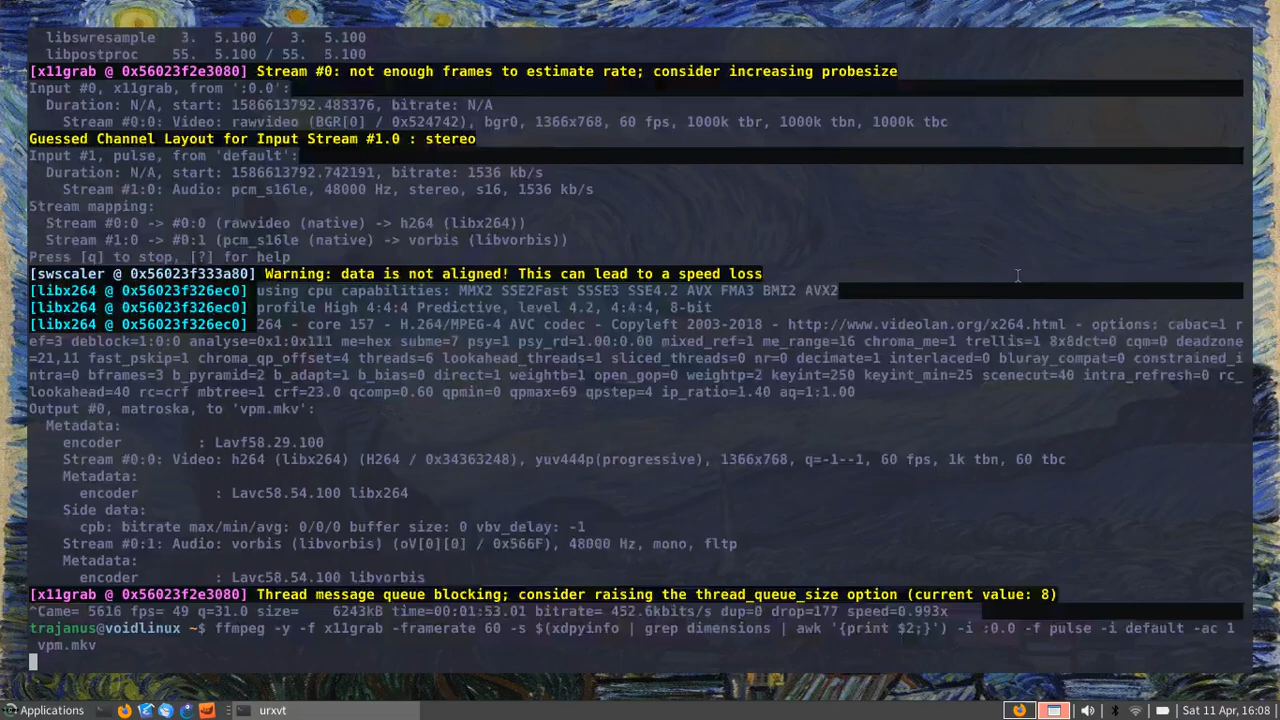 libswresample    3.  5.100 /  3.  5.100
  libpostproc     55.  5.100 / 55.  5.100
[x11grab @ 0x56023f2e3080] Stream #0: not enough frames to estimate rate; consider increasing probesize
Input #0, x11grab, from ':0.0':
  Duration: N/A, start: 1586613792.483376, bitrate: N/A
    Stream #0:0: Video: rawvideo (BGR[0] / 0x524742), bgr0, 1366x768, 60 fps, 1000k tbr, 1000k tbn, 1000k tbc
Guessed Channel Layout for Input Stream #1.0 : stereo
Input #1, pulse, from 'default':
  Duration: N/A, start: 1586613792.742191, bitrate: 1536 kb/s
    Stream #1:0: Audio: pcm_s16le, 48000 Hz, stereo, s16, 1536 kb/s
Stream mapping:
  Stream #0:0 -> #0:0 (rawvideo (native) -> h264 (libx264))
  Stream #1:0 -> #0:1 (pcm_s16le (native) -> vorbis (libvorbis))
Press [q] to stop, [?] for help
[swscaler @ 0x56023f333a80] Warning: data is not aligned! This can lead to a speed loss
[libx264 @ 0x56023f326ec0] using cpu capabilities: MMX2 SSE2Fast SSSE3 SSE4.2 AVX FMA3 BMI2 AVX2
[libx264 @ 0x56023f326ec0] profile High 4:4:4 Predictive, level 4.2, 4:4:4, 8-bit
[libx264 @ 0x56023f326ec0] 264 - core 157 - H.264/MPEG-4 AVC codec - Copyleft 2003-2018 - http://www.videolan.org/x264.html - options: cabac=1 r
ef=3 deblock=1:0:0 analyse=0x1:0x111 me=hex subme=7 psy=1 psy_rd=1.00:0.00 mixed_ref=1 me_range=16 chroma_me=1 trellis=1 8x8dct=0 cqm=0 deadzone
=21,11 fast_pskip=1 chroma_qp_offset=4 threads=6 lookahead_threads=1 sliced_threads=0 nr=0 decimate=1 interlaced=0 bluray_compat=0 constrained_i
ntra=0 bframes=3 b_pyramid=2 b_adapt=1 b_bias=0 direct=1 weightb=1 open_gop=0 weightp=2 keyint=250 keyint_min=25 scenecut=40 intra_refresh=0 rc_
lookahead=40 rc=crf mbtree=1 crf=23.0 qcomp=0.60 qpmin=0 qpmax=69 qpstep=4 ip_ratio=1.40 aq=1:1.00
Output #0, matroska, to 'vpm.mkv':
  Metadata:
    encoder         : Lavf58.29.100
    Stream #0:0: Video: h264 (libx264) (H264 / 0x34363248), yuv444p(progressive), 1366x768, q=-1--1, 60 fps, 1k tbn, 60 tbc
    Metadata:
      encoder         : Lavc58.54.100 libx264
    Side data:
      cpb: bitrate max/min/avg: 0/0/0 buffer size: 0 vbv_delay: -1
    Stream #0:1: Audio: vorbis (libvorbis) (oV[0][0] / 0x566F), 48000 Hz, mono, fltp
    Metadata:
      encoder         : Lavc58.54.100 libvorbis
[x11grab @ 0x56023f2e3080] Thread message queue blocking; consider raising the thread_queue_size option (current value: 8)
^Came= 5616 fps= 49 q=31.0 size=    6243kB time=00:01:53.01 bitrate= 452.6kbits/s dup=0 drop=177 speed=0.993x
trajanus@voidlinux ~$ ffmpeg -y -f x11grab -framerate 60 -s $(xdpyinfo | grep dimensions | awk '{print $2;}') -i :0.0 -f pulse -i default -ac 1
 vpm.mkv
Applications urxvt Sat 11 Apr, 16:08